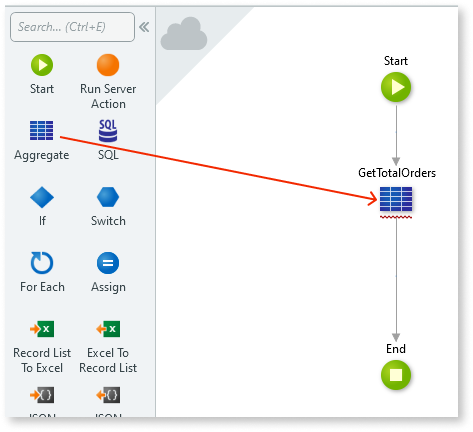 Search... (Ctrl+E)
Start
Run Server
Action
Aggregate
SQL
SQL
If
Switch
For Each
Assign
Record List
To Excel
Excel To
Record List
JSON
JSON
Start
GetTotalOrders
End